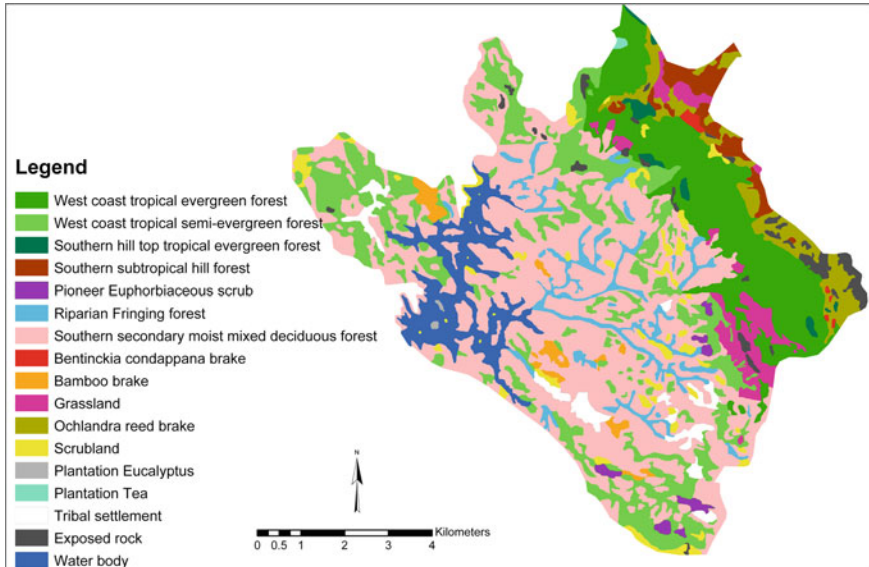 Legend
West coast tropical evergreen forest
West coast tropical semi-evergreen forest
Southern hill top tropical evergreen forest
Southern subtropical hill forest
Pioneer Euphorbiaceous scrub
Riparian Fringing forest
Southern secondary moist mixed deciduous forest
Bentinckia condappana brake
Bamboo brake
Grassland
Ochlandra reed brake
Scrubland
Plantation Eucalyptus
Plantation Tea
Tribal settlement
Exposed rock
Water body
N
Kilometers
0 0.5 1 2 3 4